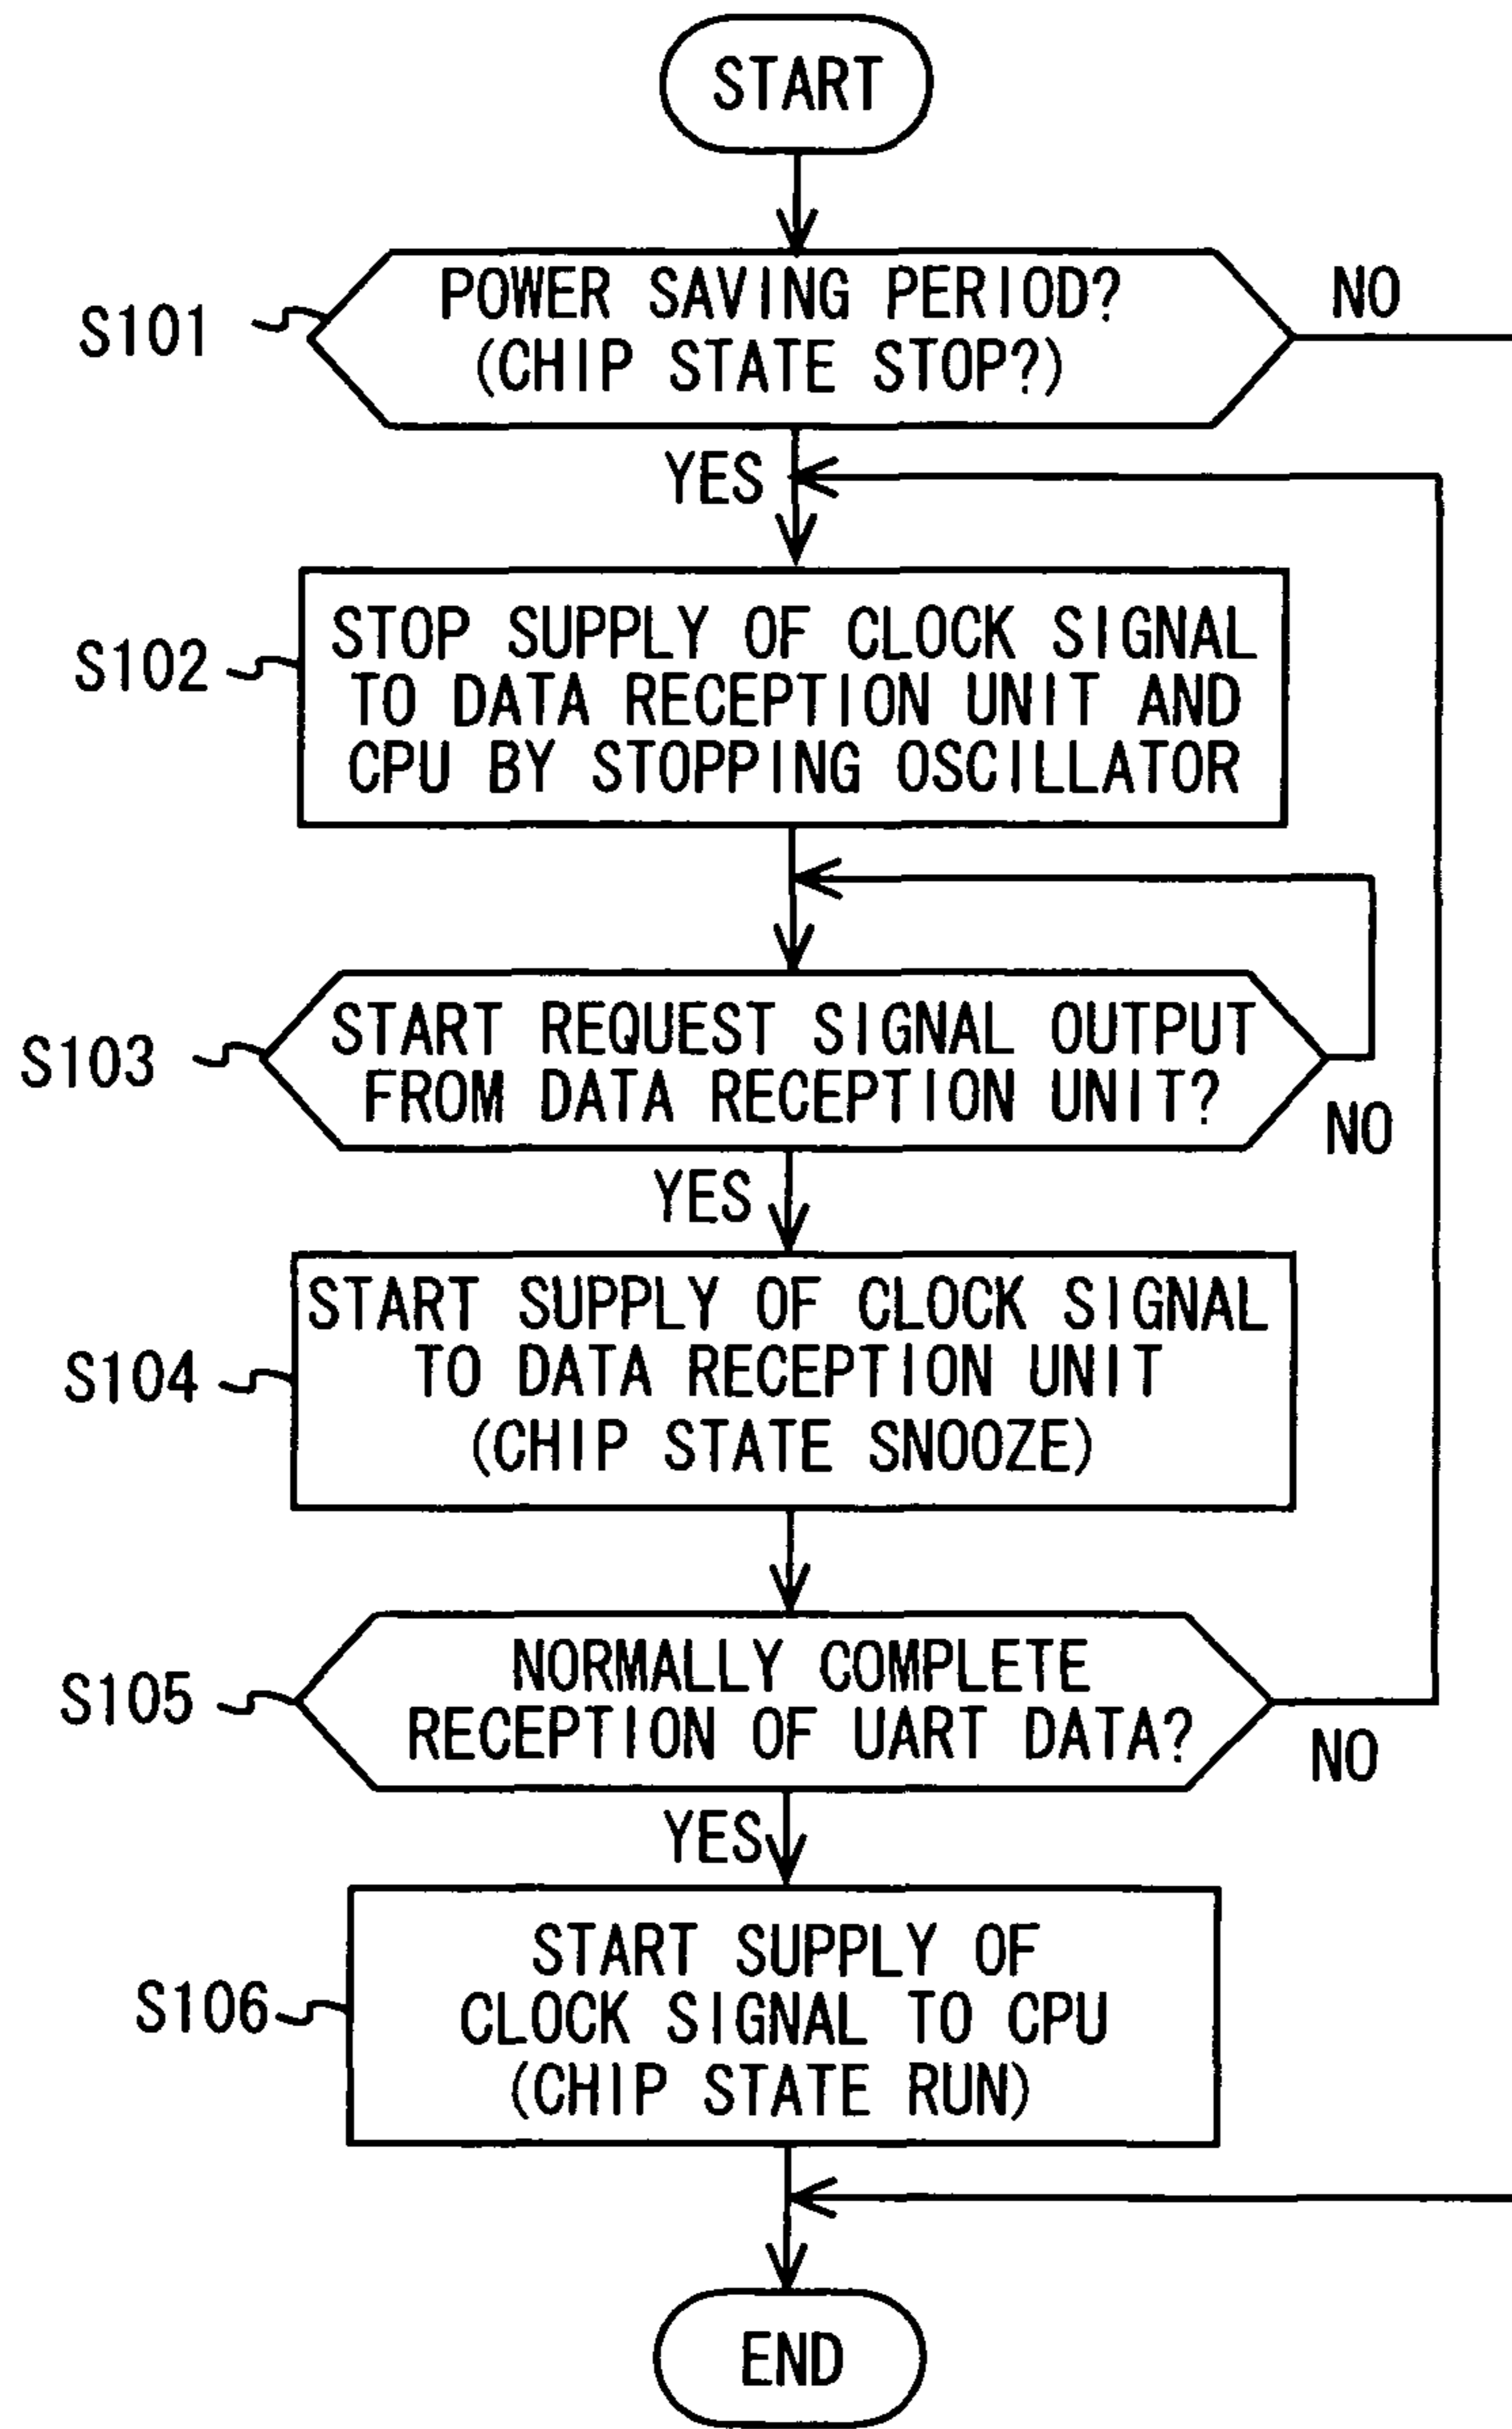 START
S101
POWER SAVING PERIOD?
(CHIP STATE STOP?)
NO
YES
S102
STOP SUPPLY OF CLOCK SIGNAL
TO DATA RECEPTION UNIT AND
CPU BY STOPPING OSCILLATOR
S103
START REQUEST SIGNAL OUTPUT
FROM DATA RECEPTION UNIT?
NO
YES
S104
START SUPPLY OF CLOCK SIGNAL
TO DATA RECEPTION UNIT
(CHIP STATE SNOOZE)
S105
NORMALLY COMPLETE
RECEPTION OF UART DATA?
NO
YES
S106
START SUPPLY OF
CLOCK SIGNAL TO CPU
(CHIP STATE RUN)
END